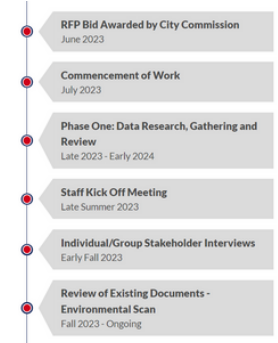 RFP Bid Awarded by City Commission
June 2023
Commencement of Work
July 2023
Phase One: Data Research, Gathering and
Review
Late 2023 - Early 2024
Staff Kick Off Meeting
Late Summer 2023
Individual/Group Stakeholder Interviews
Early Fall 2023
Review of Existing Documents -
Environmental Scan
Fall 2023 - Ongoing